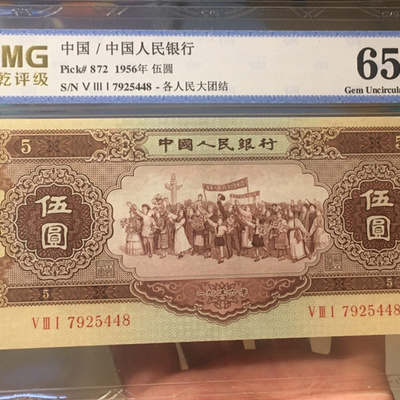 MG
乾评级
中国 / 中国人民银行
Pick# 872 1956年 伍圆
S/N V III I 7925448 - 各人民大团结
65
Gem Uncircula
5
中國人民銀行
5
伍圓
伍圓
5
5
V III I 7925448
V III I 7925448